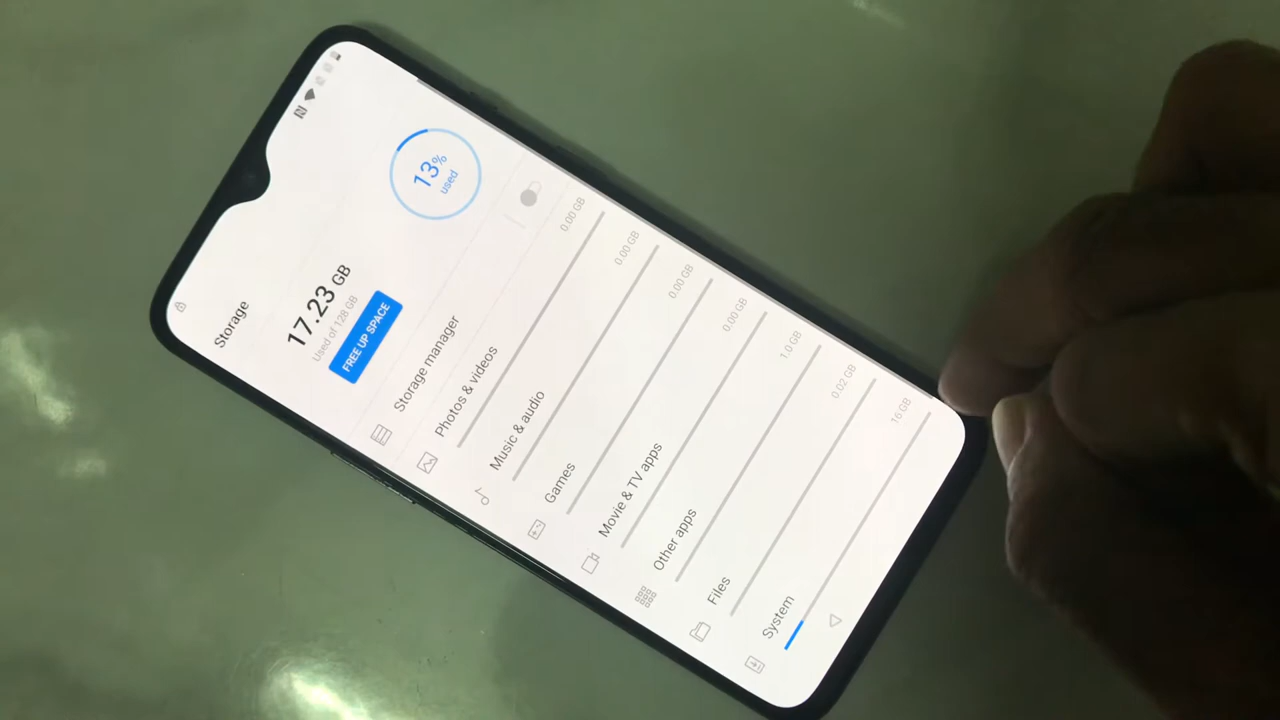 Storage
17.23 GB
Used of 128 GB
13%
used
FREE UP SPACE
Storage manager
Photos & videos
0.00 GB
Music & audio
0.00 GB
Games
0.00 GB
Movie & TV apps
0.00 GB
Other apps
1.0 GB
Files
0.02 GB
System
16 GB